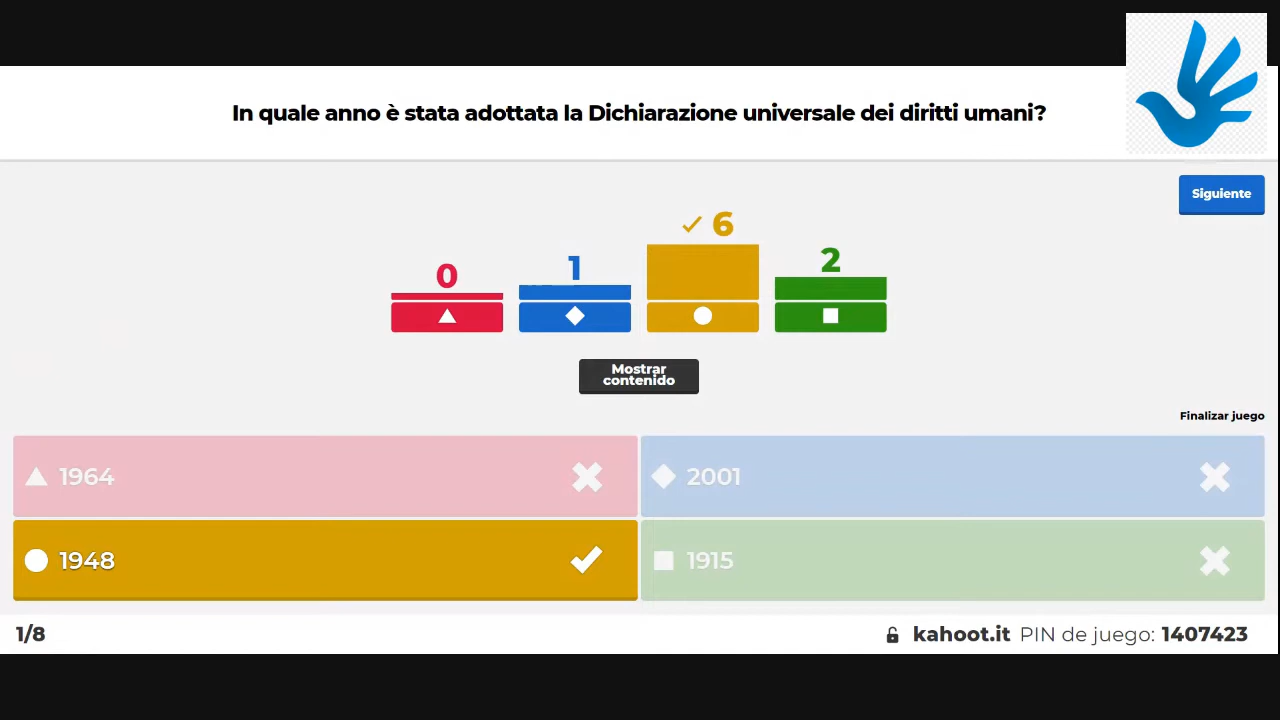 In quale anno è stata adottata la Dichiarazione universale dei diritti umani?
Siguiente
0
1
6
2
Mostrar
contenido
Finalizar juego
1964
2001
1948
1915
1/8
kahoot.it PIN de juego: 1407423